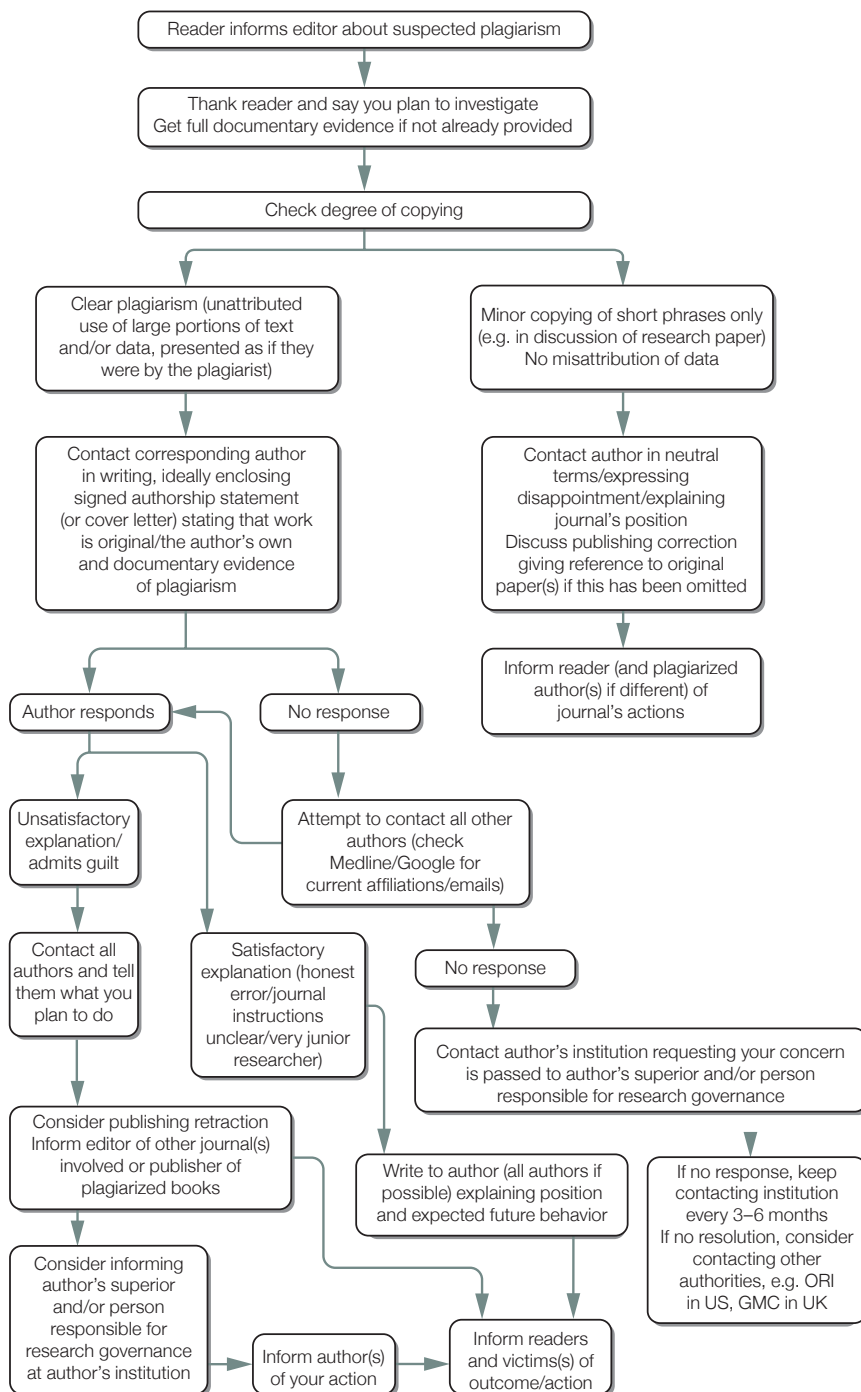 Reader informs editor about suspected plagiarism
Thank reader and say you plan to investigate
Get full documentary evidence if not already provided
Check degree of copying
Clear plagiarism (unattributed
use of large portions of text
and/or data, presented as if they
were by the plagiarist)
Minor copying of short phrases only
(e.g. in discussion of research paper)
No misattribution of data
Contact corresponding author
in writing, ideally enclosing
signed authorship statement
(or cover letter) stating that work
is original/the author's own
and documentary evidence
of plagiarism
Contact author in neutral
terms/expressing
disappointment/explaining
journal's position
Discuss publishing correction
giving reference to original
paper(s) if this has been omitted
Inform reader (and plagiarized
author(s) if different) of
journal's actions
Author responds
No response
Unsatisfactory
explanation/
admits guilt
Attempt to contact all other
authors (check
Medline/Google for
current affiliations/emails)
Contact all
authors and tell
them what you
plan to do
Satisfactory
explanation (honest
error/journal
instructions
unclear/very junior
researcher)
No response
Contact author's institution requesting your concern
is passed to author's superior and/or person
responsible for research governance
Consider publishing retraction
Inform editor of other journal(s)
involved or publisher of
plagiarized books
Write to author (all authors if
possible) explaining position
and expected future behavior
If no response, keep
contacting institution
every 3–6 months
If no resolution, consider
contacting other
authorities, e.g. ORI
in US, GMC in UK
Consider informing
author's superior
and/or person
responsible for
research governance
at author's institution
Inform author(s)
of your action
Inform readers
and victims(s) of
outcome/action